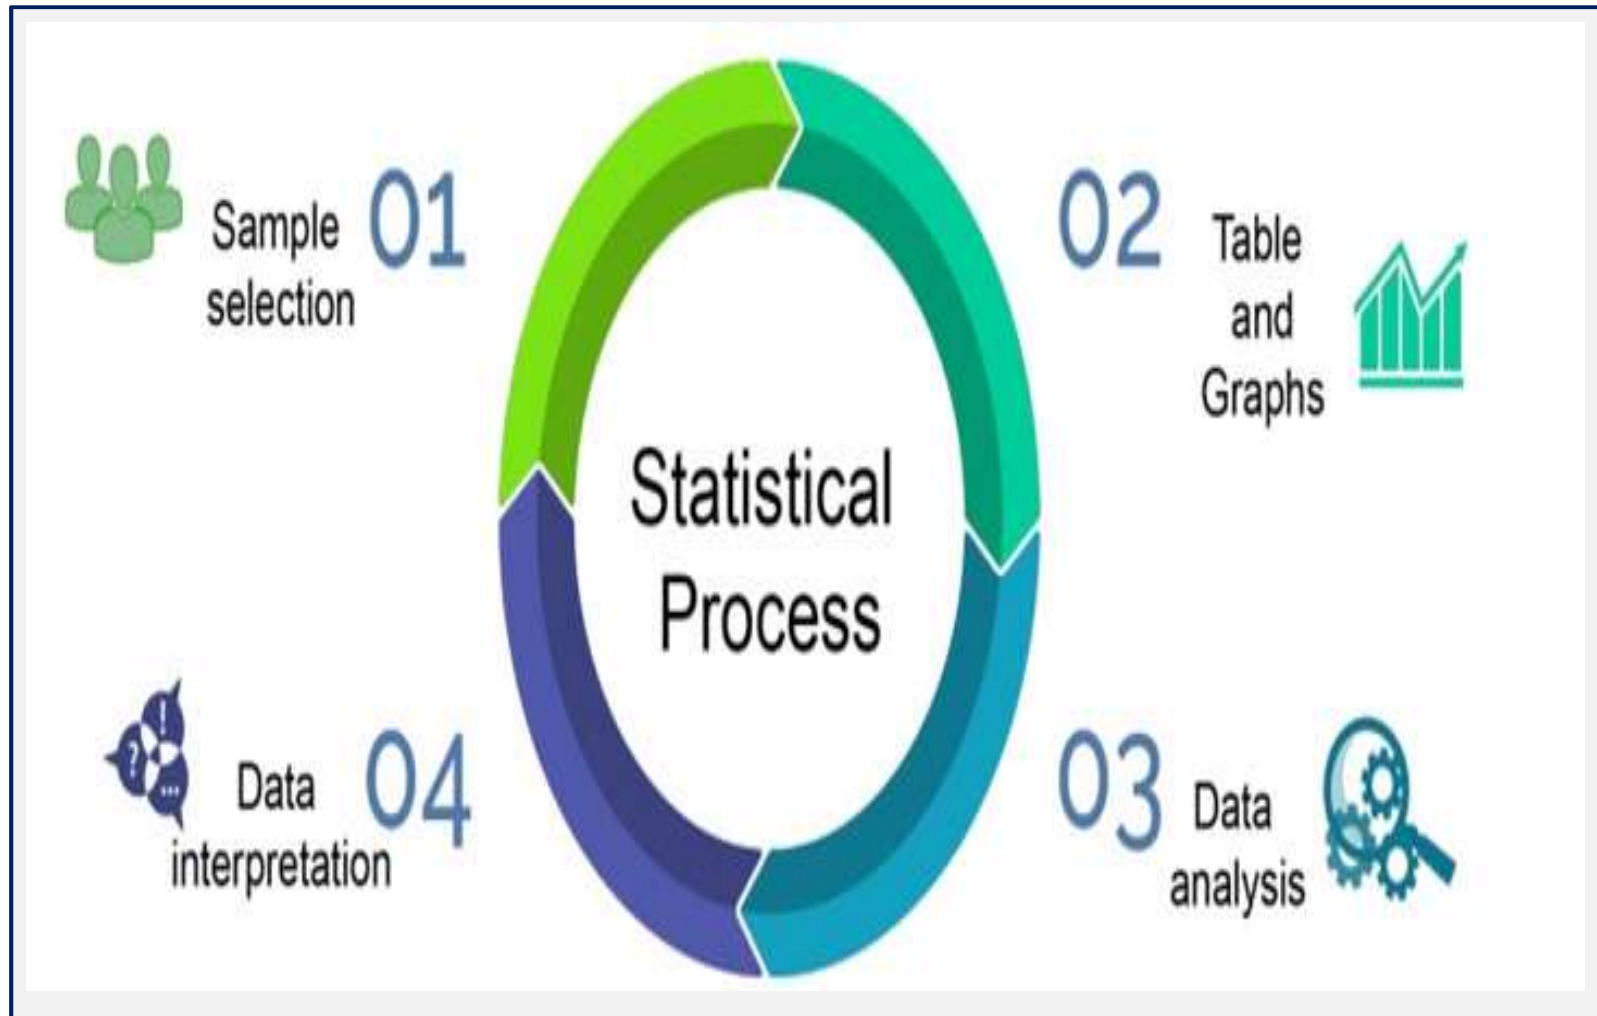 Sample
selection
01
02
Table
and
Graphs
Statistical
Process
03
Data
analysis
04
Data
interpretation
?
!
...